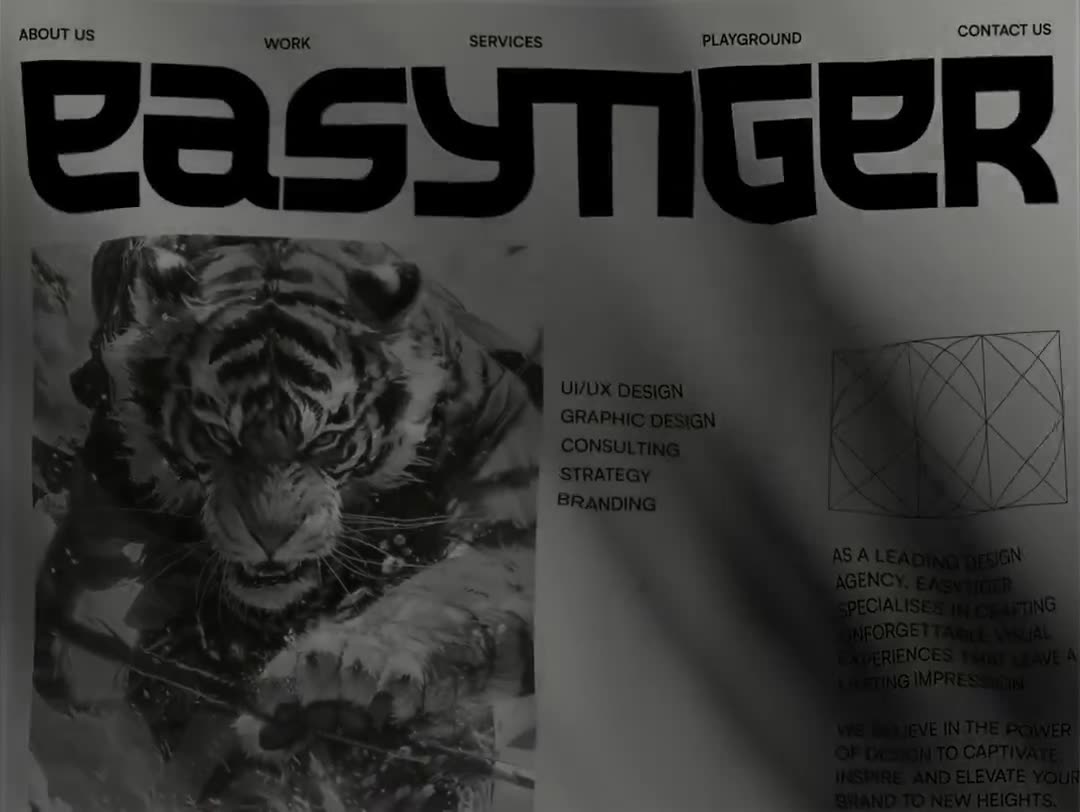 ABOUT US
WORK
SERVICES
PLAYGROUND
CONTACT US
easyTIGeR
UI/UX DESIGN
GRAPHIC DESIGN
CONSULTING
STRATEGY
BRANDING
AS A LEADING DESIGN
AGENCY, EASYTIGER
SPECIALISES IN CRAFTING
UNFORGETTABLE VISUAL
EXPERIENCES THAT LEAVE A
LASTING IMPRESSION
WE BELIEVE IN THE POWER
OF DESIGN TO CAPTIVATE,
INSPIRE AND ELEVATE YOUR
BRAND TO NEW HEIGHTS.